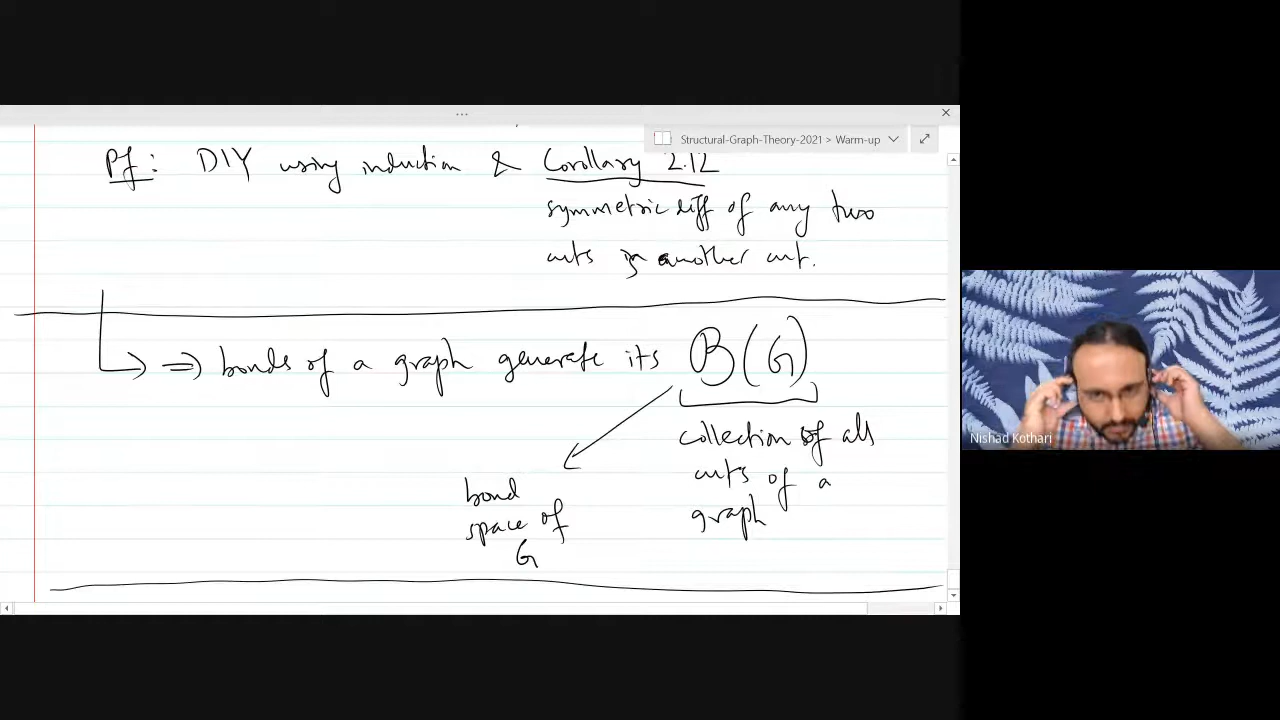 Structural-Graph-Theory-2021 > Warm-up
Pf: DIY using induction & Corollary 2.12
symmetric diff of any two
cuts is another cut.
⇒ bonds of a graph generate its B(G)
collection of all
cuts of a
graph
bond
space of
G
Nishad Kothari